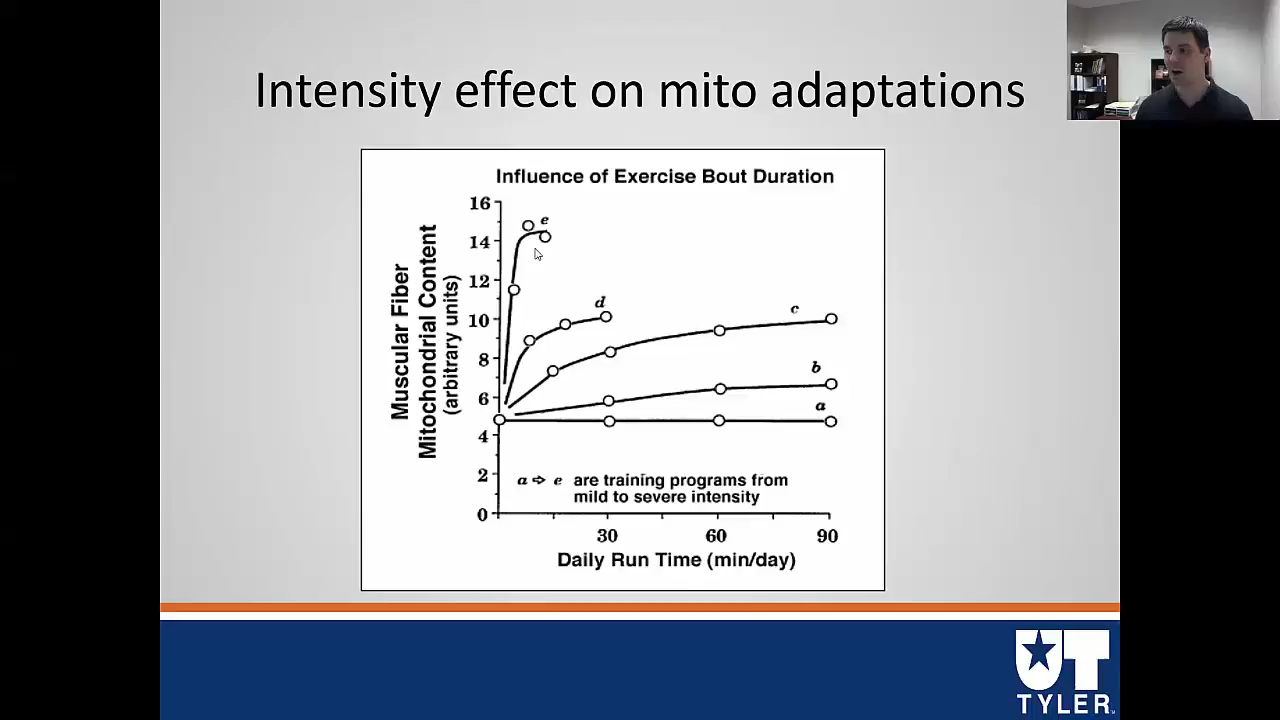 Intensity effect on mito adaptations
Influence of Exercise Bout Duration
Muscular Fiber
Mitochondrial Content
(arbitrary units)
16
14
12
10
8
6
4
2
0
e
d
c
b
a
a ⇨ e are training programs from
mild to severe intensity
30 60 90
Daily Run Time (min/day)
UT
TYLER